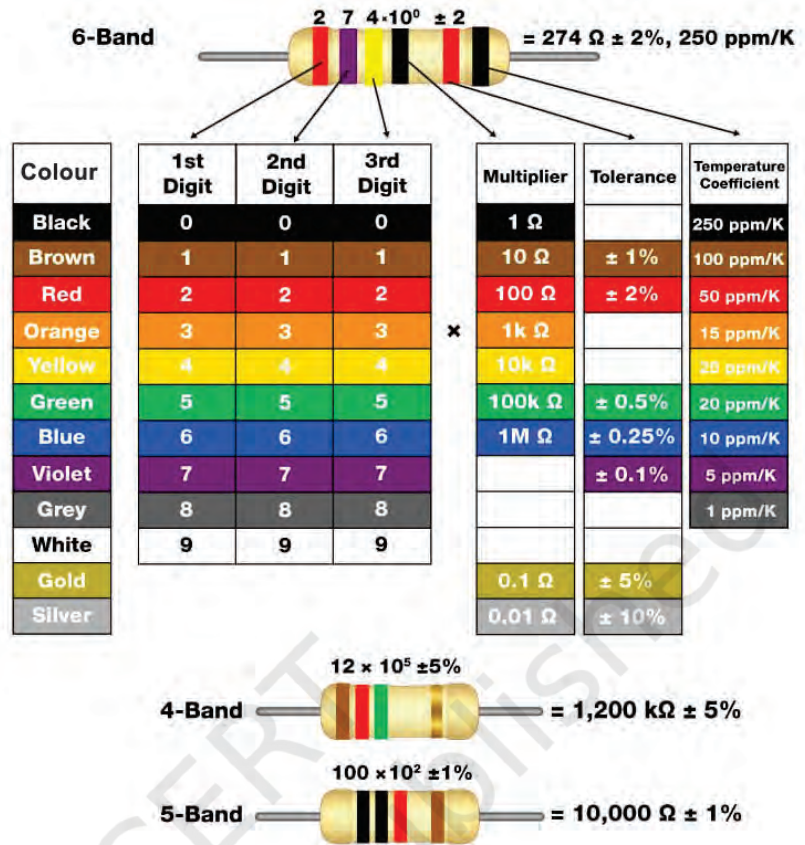 2 7 4 ×10⁰ ± 2
6-Band = 274 Ω ± 2%, 250 ppm/K
Colour 1st Digit 2nd Digit 3rd Digit Multiplier Tolerance Temperature Coefficient
Black 0 0 0 1 Ω 250 ppm/K
Brown 1 1 1 10 Ω ± 1% 100 ppm/K
Red 2 2 2 100 Ω ± 2% 50 ppm/K
Orange 3 3 3 × 1k Ω 15 ppm/K
Yellow 4 4 4 10k Ω 25 ppm/K
Green 5 5 5 100k Ω ± 0.5% 20 ppm/K
Blue 6 6 6 1M Ω ± 0.25% 10 ppm/K
Violet 7 7 7 ± 0.1% 5 ppm/K
Grey 8 8 8 1 ppm/K
White 9 9 9
Gold 0.1 Ω ± 5%
Silver 0.01 Ω ± 10%
12 × 10⁵ ±5%
4-Band = 1,200 kΩ ± 5%
100 × 10² ±1%
5-Band = 10,000 Ω ± 1%